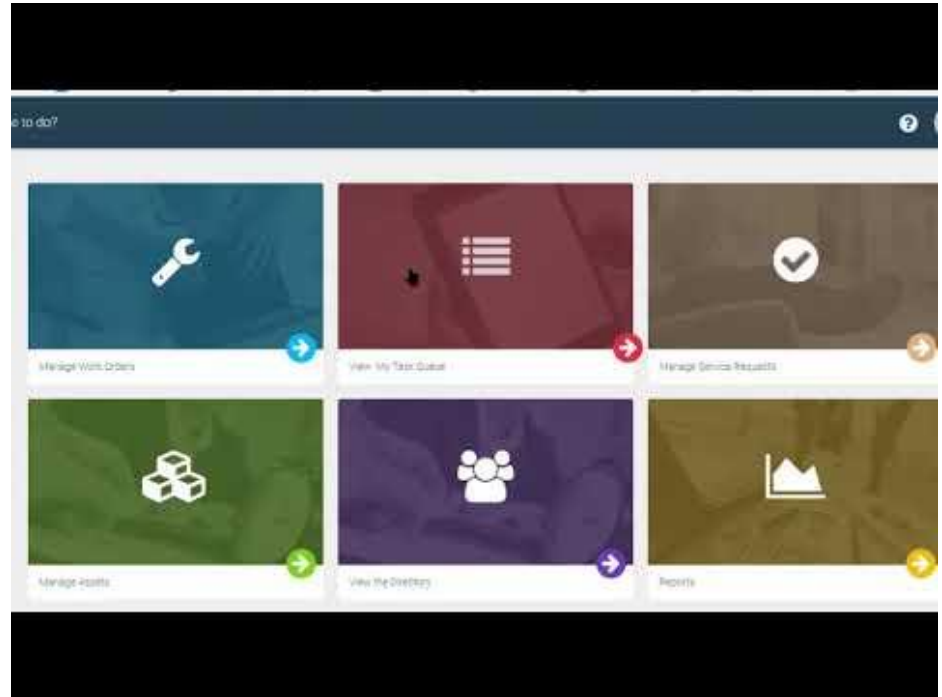 e to do?
Manage Work Orders
View My Task Queue
Manage Service Requests
Manage Assets
View the Directory
Reports